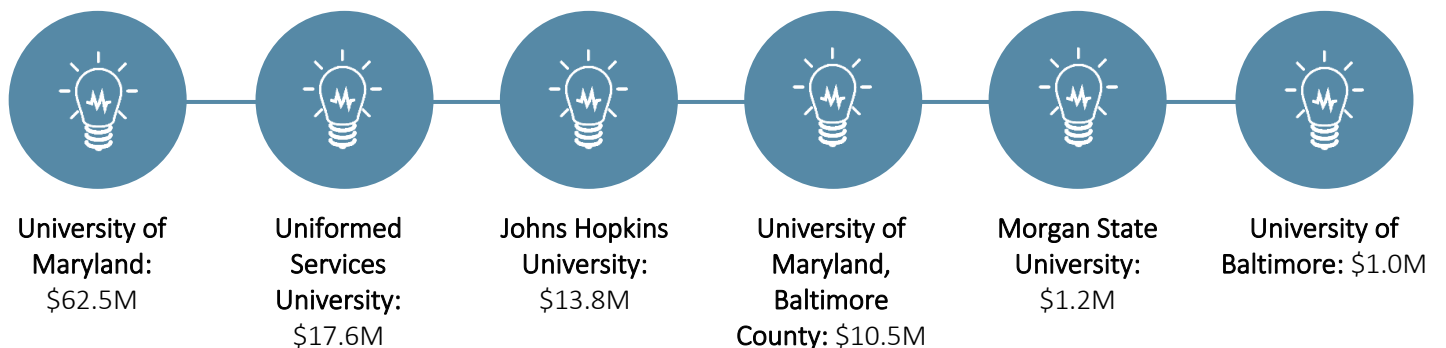 University of
Maryland:
$62.5M
Uniformed
Services
University:
$17.6M
Johns Hopkins
University:
$13.8M
University of
Maryland,
Baltimore
County: $10.5M
Morgan State
University:
$1.2M
University of
Baltimore: $1.0M